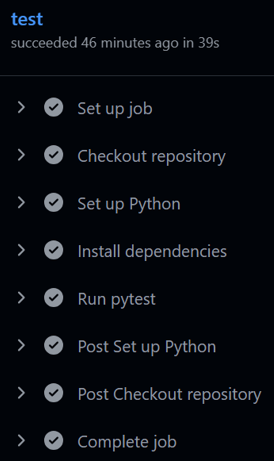 test
succeeded 46 minutes ago in 39s
Set up job
Checkout repository
Set up Python
Install dependencies
Run pytest
Post Set up Python
Post Checkout repository
Complete job